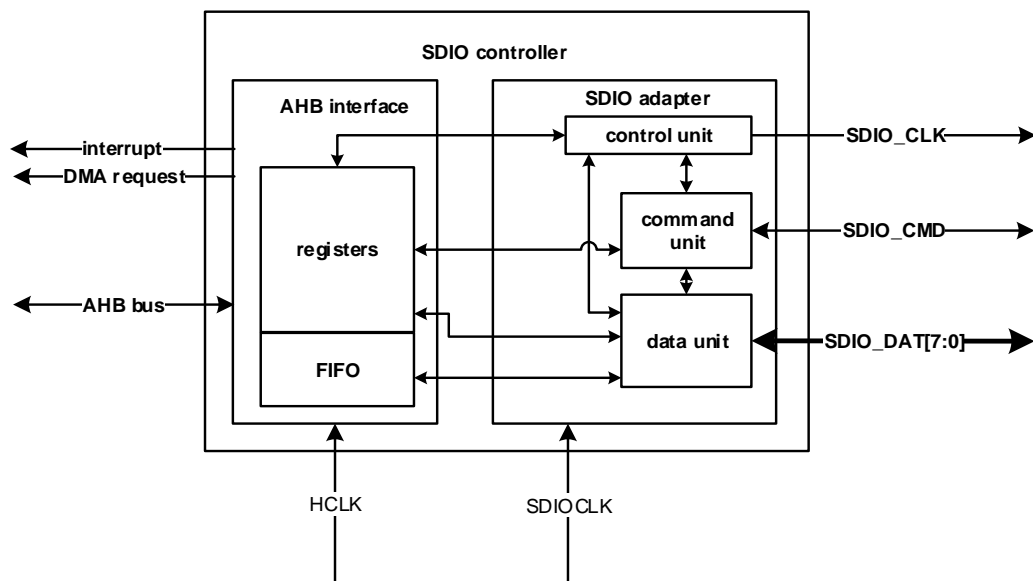 SDIO controller
AHB interface
SDIO adapter
control unit
SDIO_CLK
interrupt
DMA request
registers
command
unit
SDIO_CMD
AHB bus
data unit
SDIO_DAT[7:0]
FIFO
HCLK
SDIOCLK